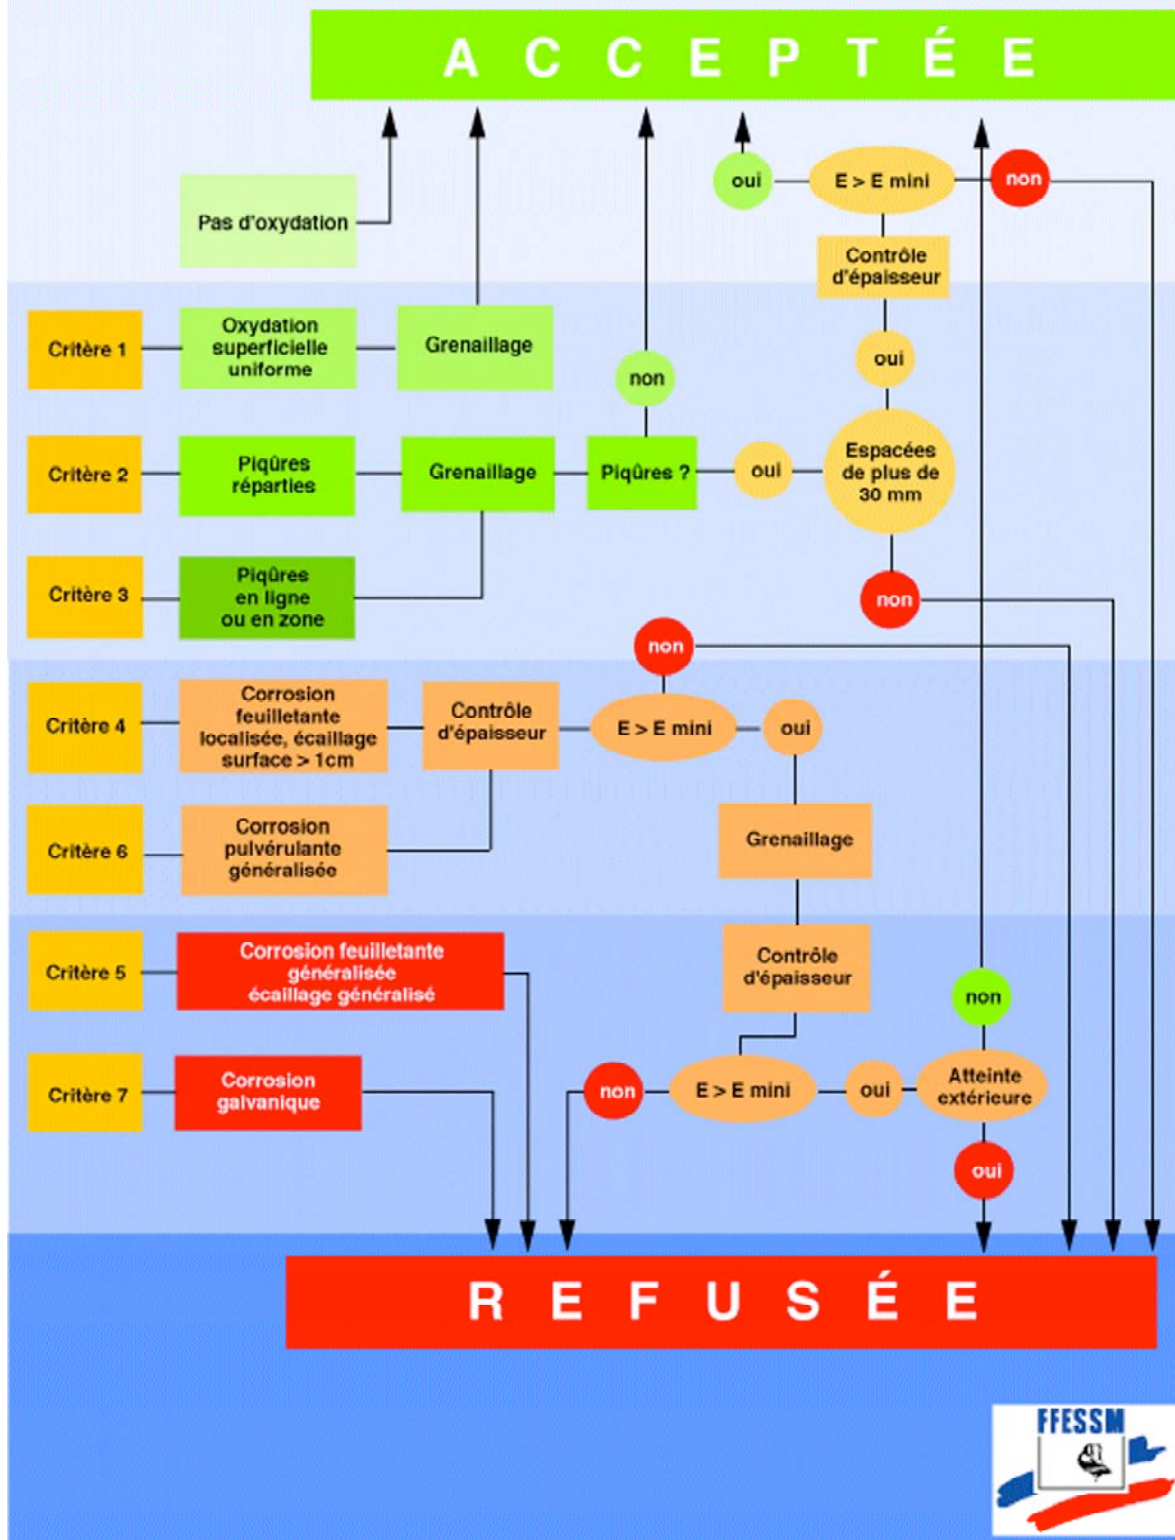 ACCEPTÉE
oui
E > E mini
non
Pas d'oxydation
Contrôle
d'épaisseur
Critère 1
Oxydation
superficielle
uniforme
Grenaillage
non
oui
Critère 2
Piqûres
réparties
Grenaillage
Piqûres ?
oui
Espacées
de plus de
30 mm
Critère 3
Piqûres
en ligne
ou en zone
non
non
Critère 4
Corrosion
feuilletante
localisée, écaillage
surface > 1cm
Contrôle
d'épaisseur
E > E mini
oui
Critère 6
Corrosion
pulvérulante
généralisée
Grenaillage
Critère 5
Corrosion feuilletante
généralisée
écaillage généralisé
Contrôle
d'épaisseur
non
Critère 7
Corrosion
galvanique
non
E > E mini
oui
Atteinte
extérieure
oui
REFUSÉE
FFESSM